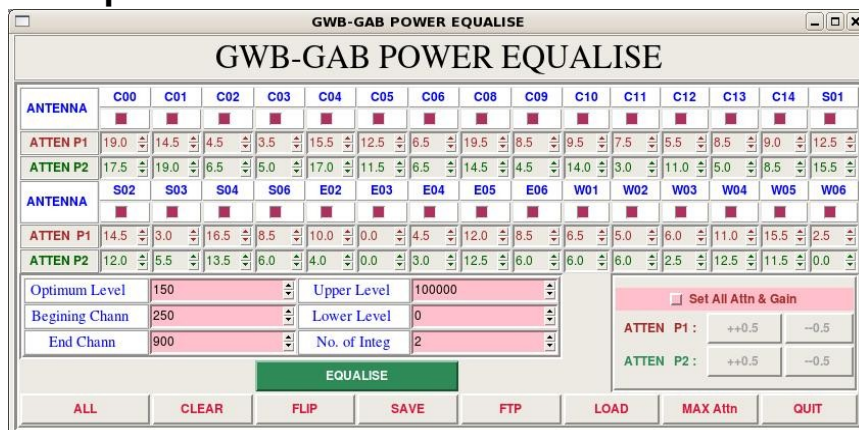 GWB-GAB POWER EQUALISE
GWB-GAB POWER EQUALISE
ANTENNA C00 C01 C02 C03 C04 C05 C06 C08 C09 C10 C11 C12 C13 C14 S01
ATTEN P1 19.0 14.5 4.5 3.5 15.5 12.5 6.5 19.5 8.5 9.5 7.5 5.5 8.5 9.0 12.5
ATTEN P2 17.5 19.0 6.5 5.0 17.0 11.5 6.5 14.5 4.5 14.0 3.0 11.0 5.0 8.5 15.5
ANTENNA S02 S03 S04 S06 E02 E03 E04 E05 E06 W01 W02 W03 W04 W05 W06
ATTEN P1 14.5 3.0 16.5 8.5 10.0 0.0 4.5 12.0 8.5 6.5 5.0 6.0 11.0 15.5 2.5
ATTEN P2 12.0 5.5 13.5 6.0 4.0 0.0 3.0 12.5 6.0 6.0 6.0 2.5 12.5 11.5 0.0
Optimum Level 150 Upper Level 100000
Begining Chann 250 Lower Level 0
End Chann 900 No. of Integ 2
Set All Attn & Gain
ATTEN P1 : ++0.5 --0.5
ATTEN P2 : ++0.5 --0.5
EQUALISE
ALL CLEAR FLIP SAVE FTP LOAD MAX Attn QUIT